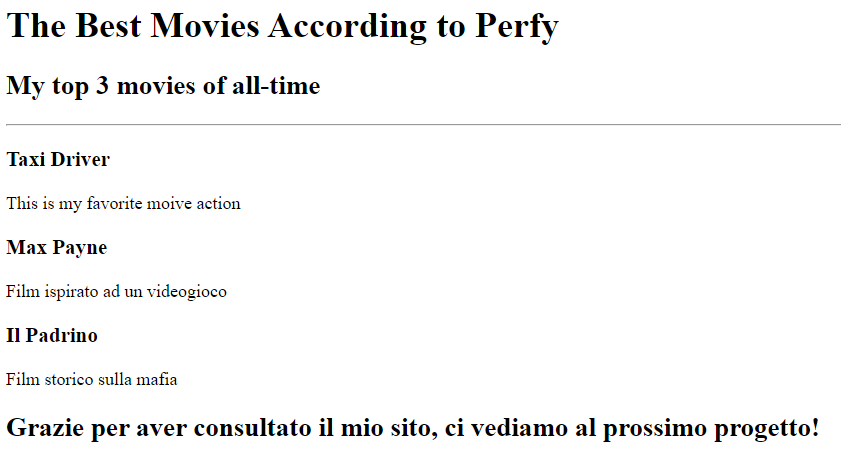 The Best Movies According to Perfy
My top 3 movies of all-time
Taxi Driver
This is my favorite moive action
Max Payne
Film ispirato ad un videogioco
Il Padrino
Film storico sulla mafia
Grazie per aver consultato il mio sito, ci vediamo al prossimo progetto!